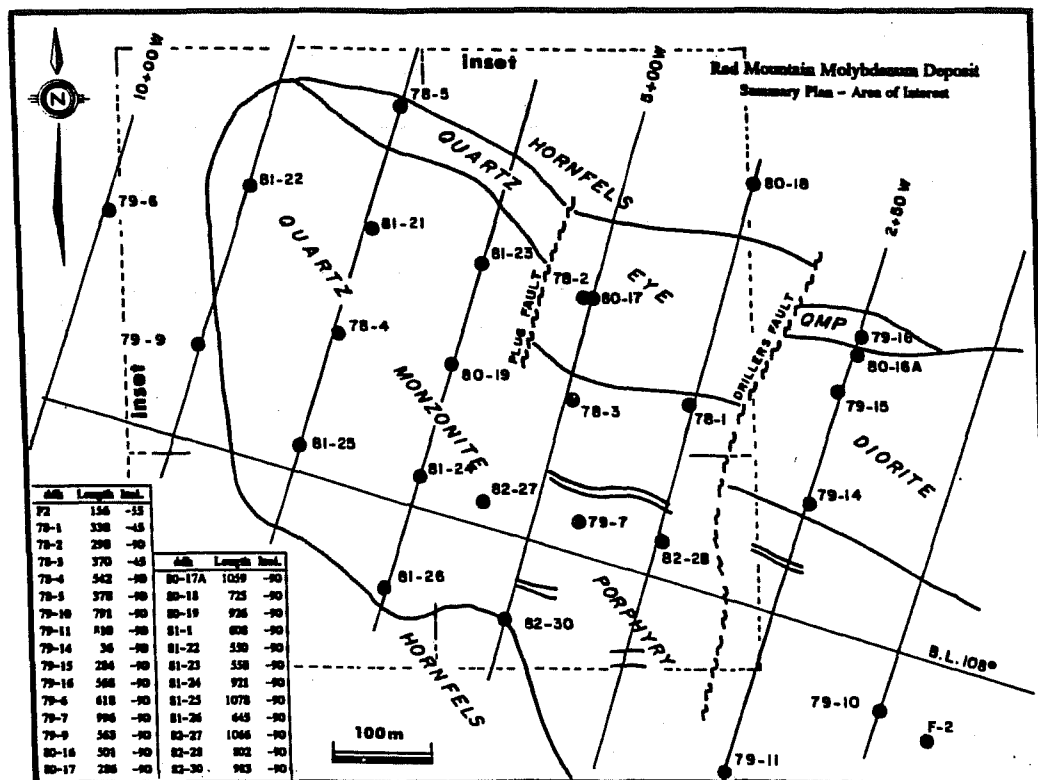 Red Mountain Molybdenum Deposit
Summary Plan – Area of Interest
Inset
Inset
N
10+00W
5+00W
2+50W
78-5
81-22
79-6
81-21
81-23
78-2
80-17
80-18
79-9
78-4
80-19
78-3
78-1
79-16
80-16A
79-15
81-25
81-24
82-27
79-7
82-28
79-14
81-26
82-30
79-10
F-2
79-11
QUARTZ
HORNFELS
QUARTZ
EYE
MONZONITE
PORPHYRY
HORNFELS
QMP
DIORITE
PLUG FAULT
DRILLERS FAULT
B.L.108°
100m
ddh Length Incl.
F2 156 -55
78-1 338 -45
78-2 298 -90
78-3 370 -45
78-4 542 -90
78-5 378 -90
79-10 791 -90
79-11 -90
79-14 36 -90
79-15 284 -90
79-16 568 -90
79-6 618 -90
79-7 996 -90
79-9 563 -90
80-16 501 -90
80-17 286 -90
ddh Length Incl.
80-17A 1059 -90
80-18 725 -90
80-19 926 -90
81-1 -90
81-22 550 -90
81-23 558 -90
81-24 921 -90
81-25 1078 -90
81-26 645 -90
82-27 1066 -90
82-28 802 -90
82-30 983 -90